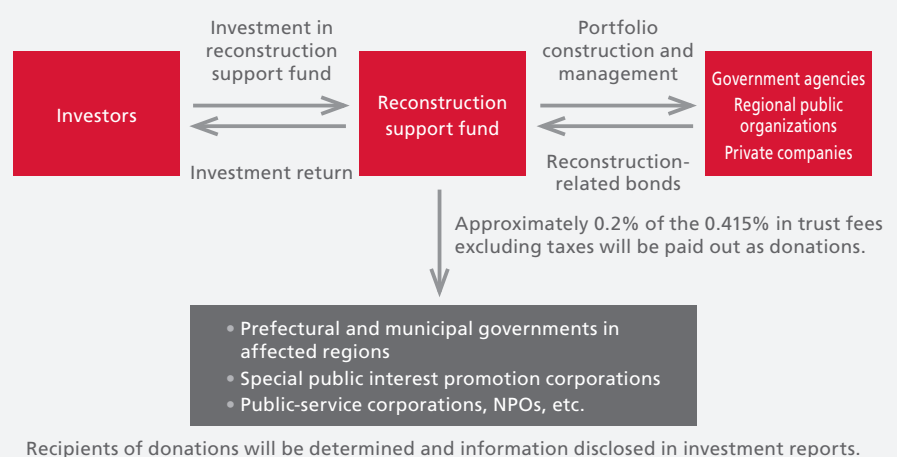 Investment in
reconstruction
support fund
Portfolio
construction and
management
Investors
Reconstruction
support fund
Government agencies
Regional public
organizations
Private companies
Investment return
Reconstruction-
related bonds
Approximately 0.2% of the 0.415% in trust fees
excluding taxes will be paid out as donations.
• Prefectural and municipal governments in
affected regions
• Special public interest promotion corporations
• Public-service corporations, NPOs, etc.
Recipients of donations will be determined and information disclosed in investment reports.